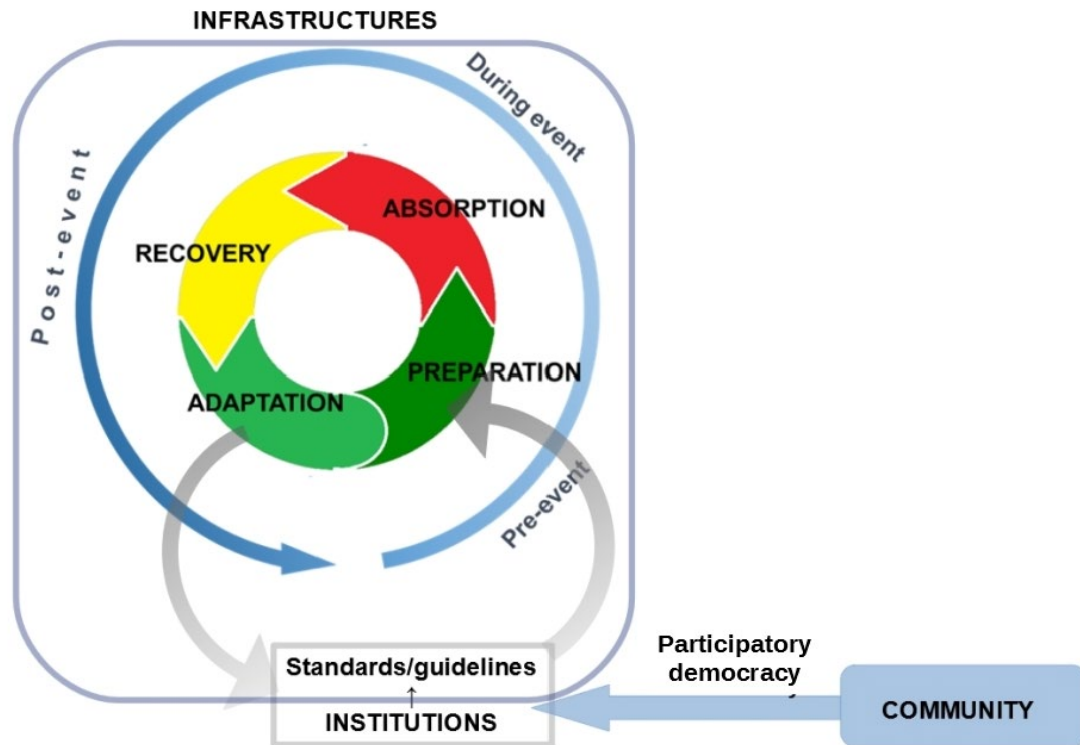 INFRASTRUCTURES
During event
Post-event
ABSORPTION
RECOVERY
PREPARATION
ADAPTATION
Pre-event
Participatory
democracy
Standards/guidelines
↑
INSTITUTIONS
COMMUNITY